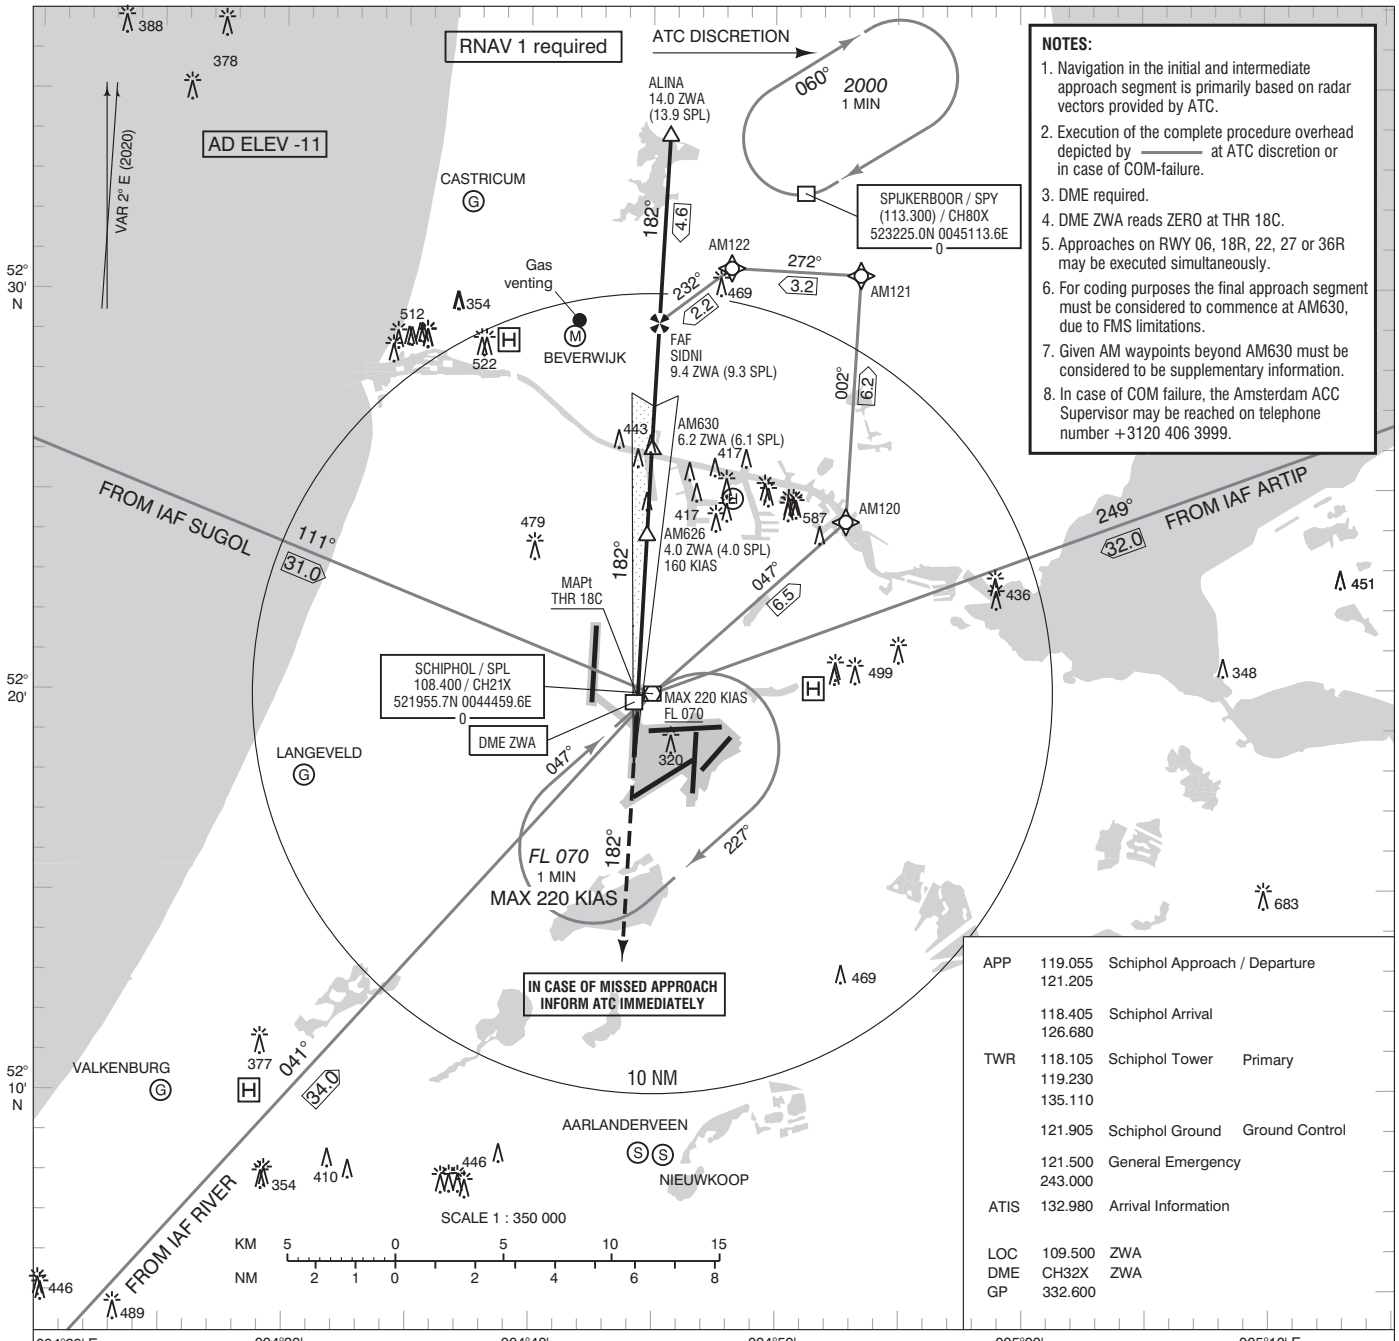 388
378
RNAV 1 required
ATC DISCRETION
060°
2000
1 MIN
ALINA
14.0 ZWA
(13.9 SPL)
VAR 2° E (2020)
AD ELEV -11
CASTRICUM
G
182°
4.6
SPIJKERBOOR / SPY
(113.300) / CH80X
523225.0N 0045113.6E
0
NOTES:
1. Navigation in the initial and intermediate
approach segment is primarily based on radar
vectors provided by ATC.
2. Execution of the complete procedure overhead
depicted by at ATC discretion or
in case of COM-failure.
3. DME required.
4. DME ZWA reads ZERO at THR 18C.
5. Approaches on RWY 06, 18R, 22, 27 or 36R
may be executed simultaneously.
6. For coding purposes the final approach segment
must be considered to commence at AM630,
due to FMS limitations.
7. Given AM waypoints beyond AM630 must be
considered to be supplementary information.
8. In case of COM failure, the Amsterdam ACC
Supervisor may be reached on telephone
number +3120 406 3999.
52°
30'
N
Gas
venting
AM122
272°
3.2
AM121
232°
2.2
469
354
512
522
H
M
BEVERWIJK
FAF
SIDNI
9.4 ZWA (9.3 SPL)
002°
6.2
AM630
6.2 ZWA (6.1 SPL)
443
417
H
417
587
AM120
FROM IAF SUGOL
111°
31.0
479
182°
AM626
4.0 ZWA (4.0 SPL)
160 KIAS
249°
FROM IAF ARTIP
32.0
047°
6.5
MAPt
THR 18C
436
451
52°
20'
SCHIPHOL / SPL
108.400 / CH21X
521955.7N 0044459.6E
0
MAX 220 KIAS
FL 070
H
499
348
DME ZWA
320
LANGEVELD
G
047°
227°
182°
FL 070
1 MIN
MAX 220 KIAS
683
469
IN CASE OF MISSED APPROACH
INFORM ATC IMMEDIATELY
APP 119.055 Schiphol Approach / Departure
121.205
118.405 Schiphol Arrival
126.680
TWR 118.105 Schiphol Tower Primary
119.230
135.110
121.905 Schiphol Ground Ground Control
121.500 General Emergency
243.000
ATIS 132.980 Arrival Information
LOC 109.500 ZWA
DME CH32X ZWA
GP 332.600
52°
10'
N
377
VALKENBURG
G
H
041°
34.0
10 NM
AARLANDERVEEN
S
S
NIEUWKOOP
354
410
446
FROM IAF RIVER
SCALE 1 : 350 000
KM 5 0 5 10 15
NM 2 1 0 2 4 6 8
446
489